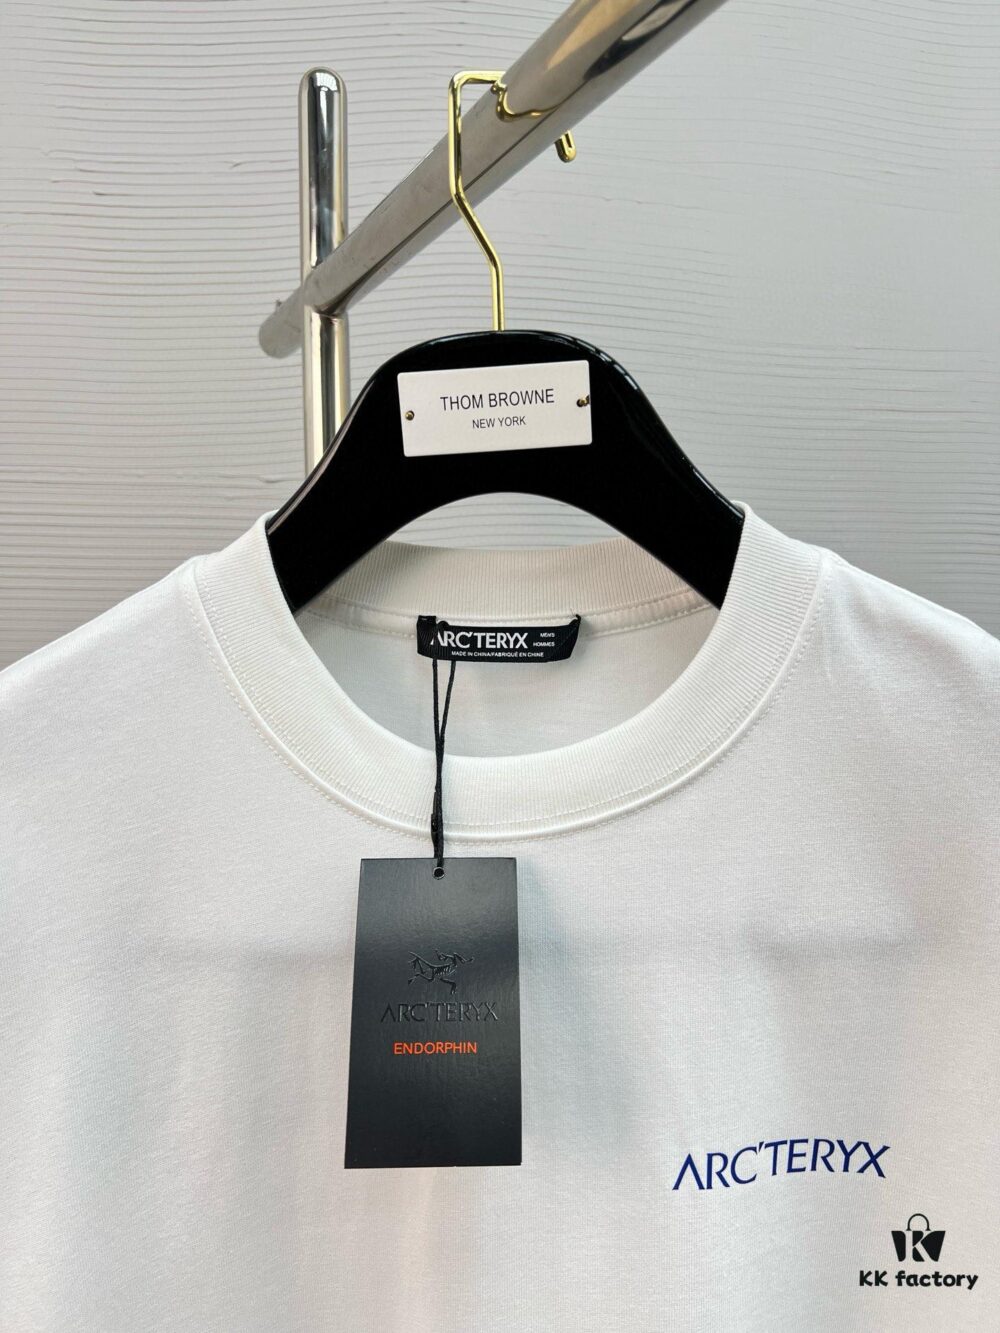 THOM BROWNE
NEW YORK
ARC'TERYX MEN'S
HOMMES
MADE IN CHINA/FABRIQUÉ EN CHINE
ARC'TERYX
ENDORPHIN
ARC'TERYX
KK factory